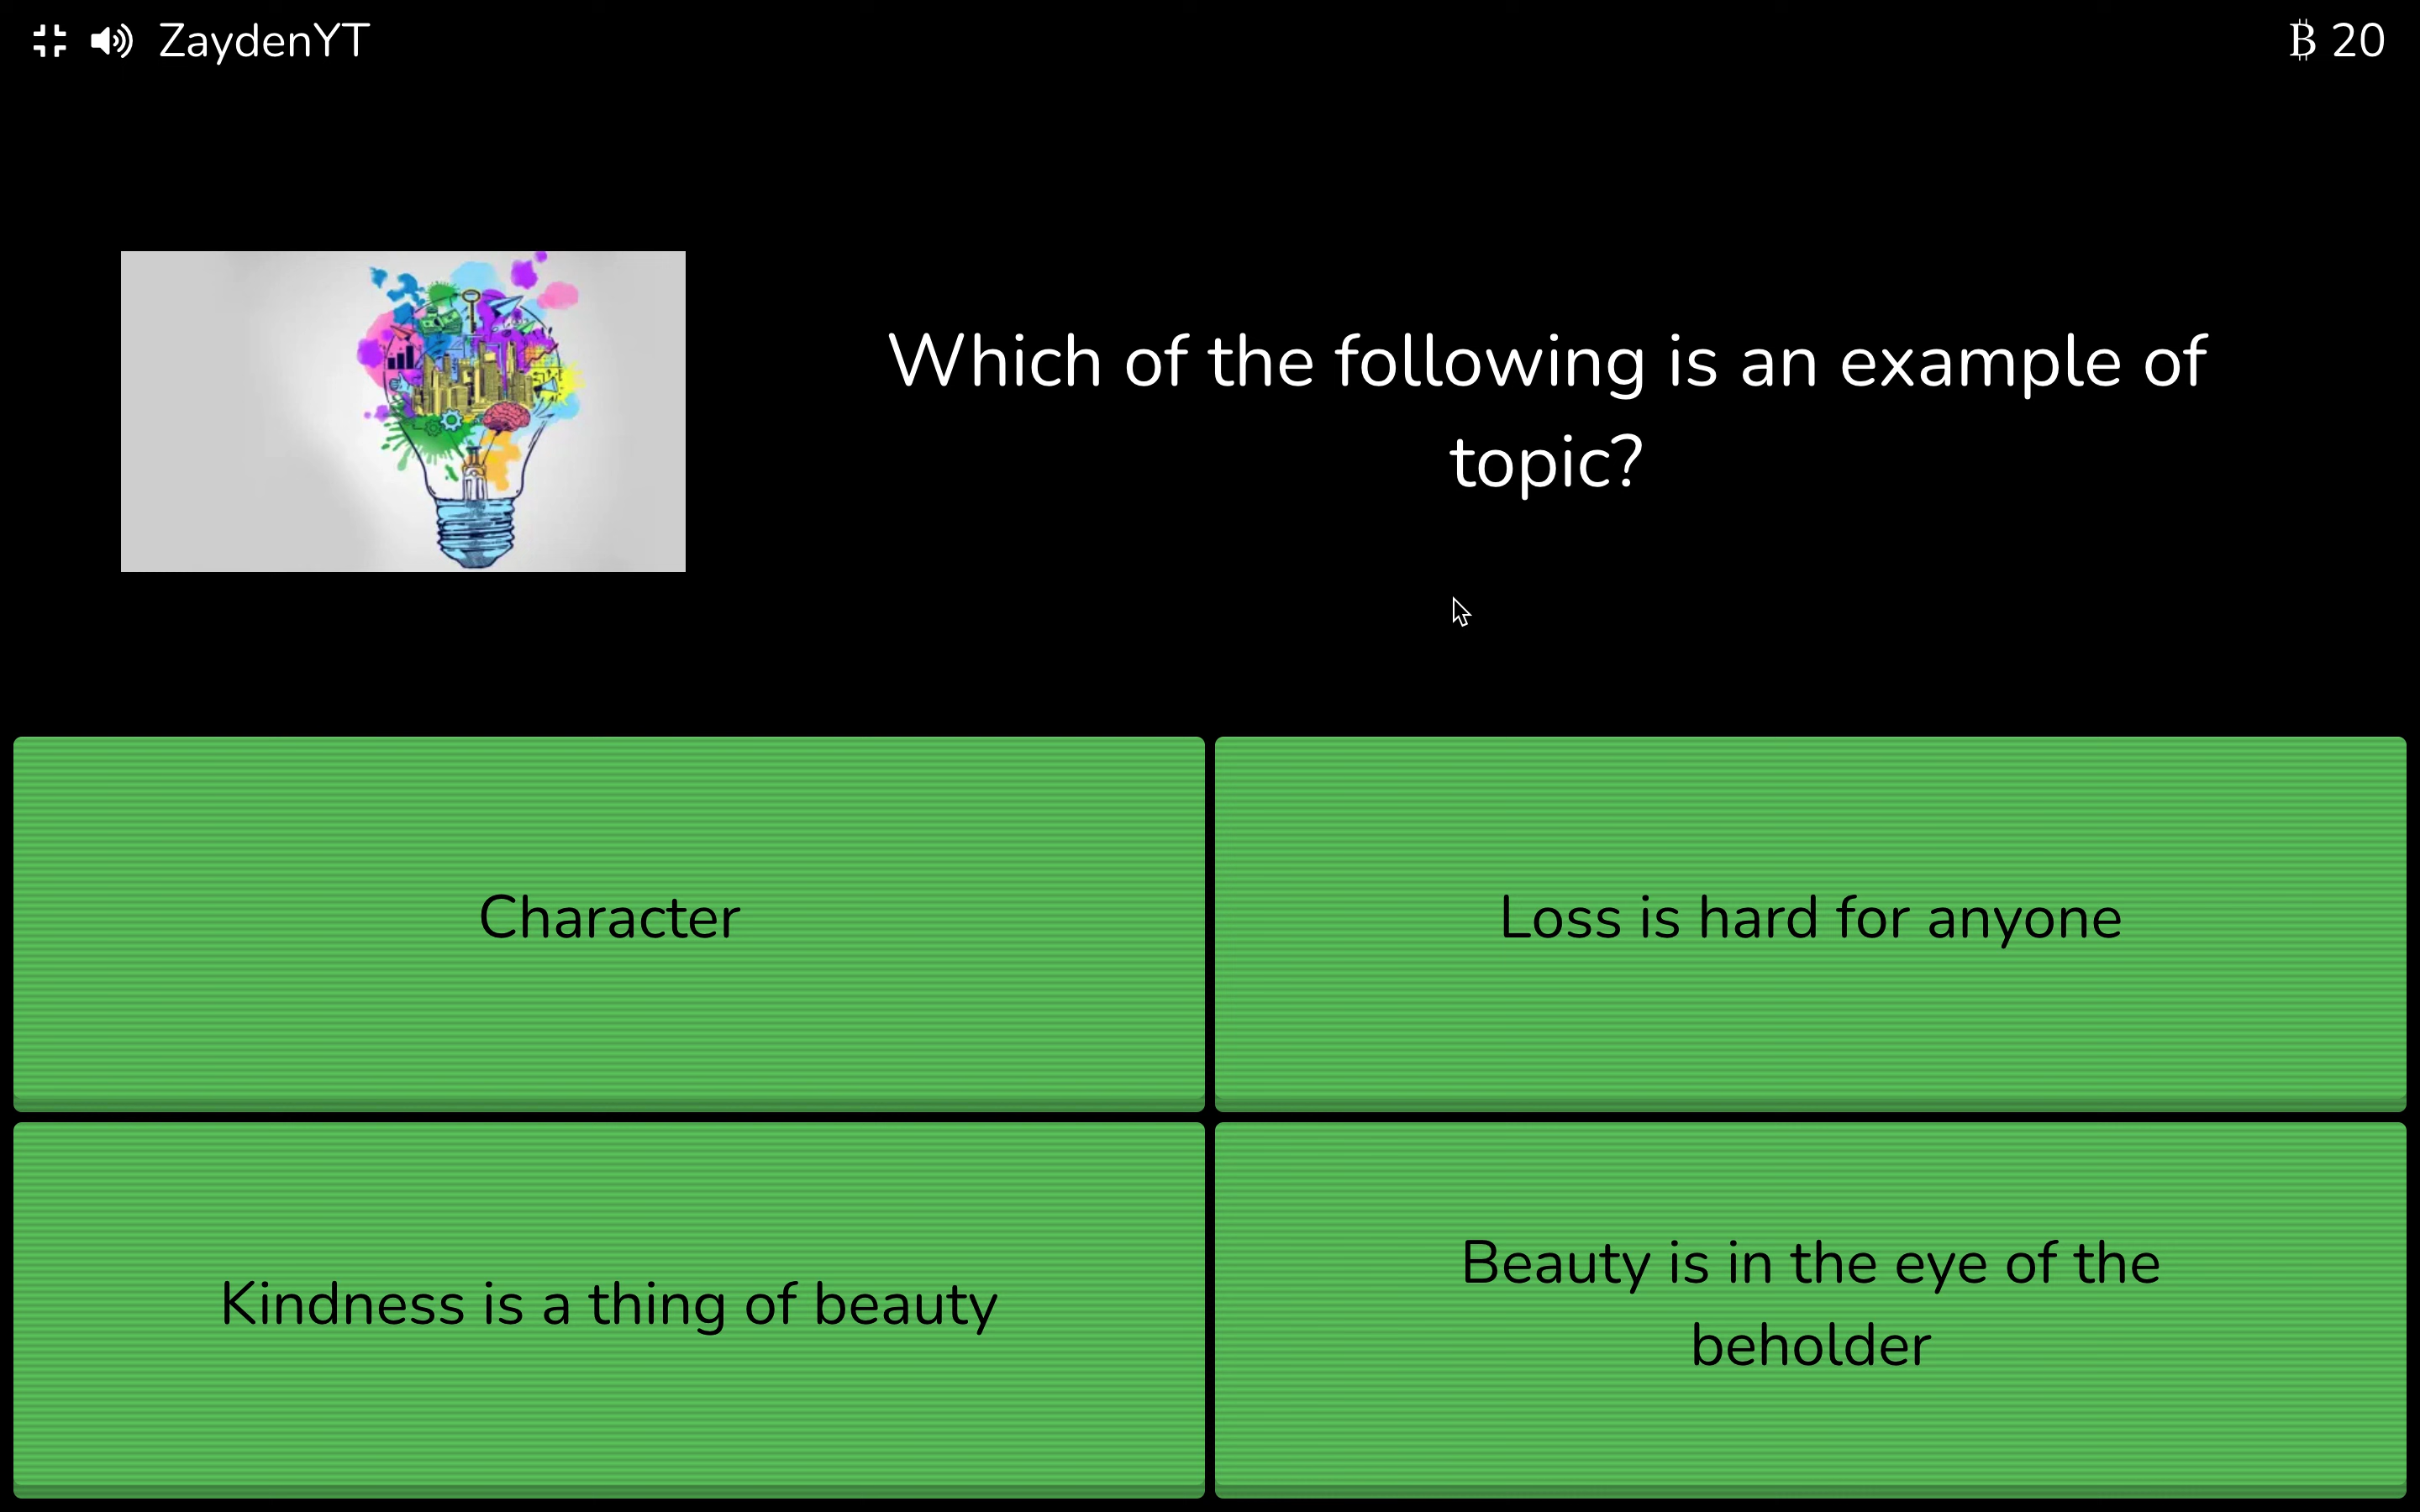 ZaydenYT
₿ 20
Which of the following is an example of
topic?
Character
Loss is hard for anyone
Kindness is a thing of beauty
Beauty is in the eye of the
beholder